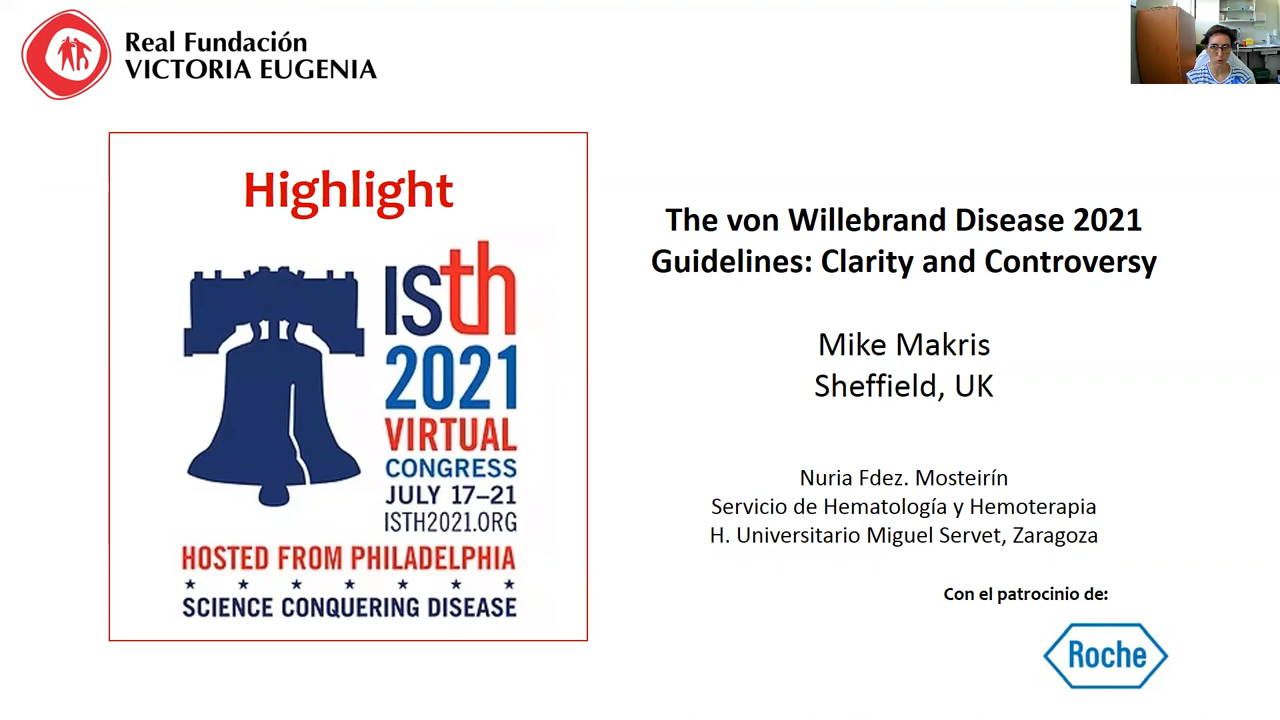 Real Fundación
VICTORIA EUGENIA
Highlight
isth
2021
VIRTUAL
CONGRESS
JULY 17–21
ISTH2021.ORG
HOSTED FROM PHILADELPHIA
SCIENCE CONQUERING DISEASE
The von Willebrand Disease 2021
Guidelines: Clarity and Controversy
Mike Makris
Sheffield, UK
Nuria Fdez. Mosteirín
Servicio de Hematología y Hemoterapia
H. Universitario Miguel Servet, Zaragoza
Con el patrocinio de:
Roche